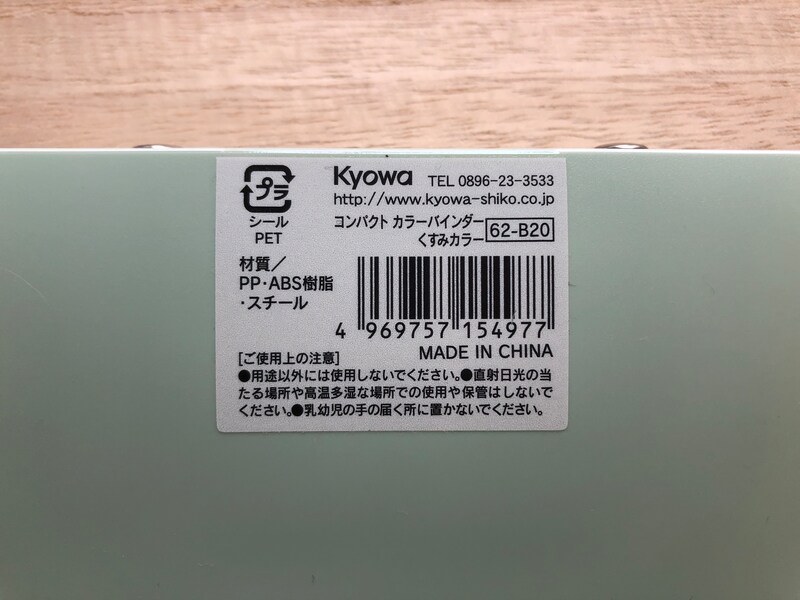 プラ
シール
PET
Kyowa TEL 0896-23-3533
http://www.kyowa-shiko.co.jp
コンパクト カラーバインダー
くすみカラー 62-B20
材質／
PP・ABS樹脂
・スチール
4 969757 154977
MADE IN CHINA
[ご使用上の注意]
●用途以外には使用しないでください。●直射日光の当
たる場所や高温多湿な場所での使用や保管はしないで
ください。●乳幼児の手の届く所に置かないでください。